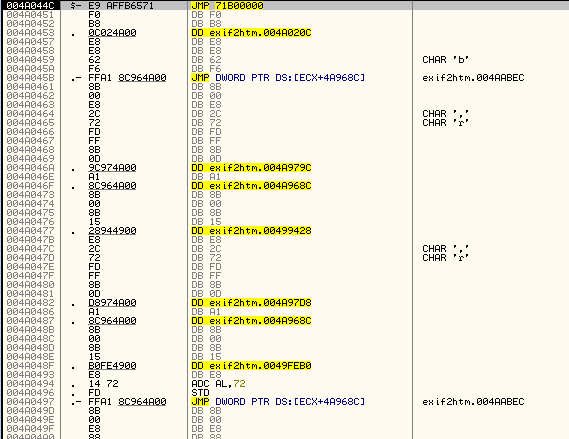 004A044C $- E9 AFFB6571 JMP 71B00000
004A0451 F0 DB F0
004A0452 B8 DB B8
004A0453 . 0C024A00 DD exif2htm.004A020C
004A0457 E8 DB E8
004A0458 E8 DB E8
004A0459 62 DB 62 CHAR 'b'
004A045A F6 DB F6
004A045B .- FFA1 8C964A00 JMP DWORD PTR DS:[ECX+4A968C] exif2htm.004AABEC
004A0461 8B DB 8B
004A0462 00 DB 00
004A0463 E8 DB E8
004A0464 2C DB 2C CHAR ','
004A0465 72 DB 72 CHAR 'r'
004A0466 FD DB FD
004A0467 FF DB FF
004A0468 8B DB 8B
004A0469 0D DB 0D
004A046A . 9C974A00 DD exif2htm.004A979C
004A046E A1 DB A1
004A046F . 8C964A00 DD exif2htm.004A968C
004A0473 8B DB 8B
004A0474 00 DB 00
004A0475 8B DB 8B
004A0476 15 DB 15
004A0477 . 28944900 DD exif2htm.00499428
004A047B E8 DB E8
004A047C 2C DB 2C CHAR ','
004A047D 72 DB 72 CHAR 'r'
004A047E FD DB FD
004A047F FF DB FF
004A0480 8B DB 8B
004A0481 0D DB 0D
004A0482 . D8974A00 DD exif2htm.004A97D8
004A0486 A1 DB A1
004A0487 . 8C964A00 DD exif2htm.004A968C
004A048B 8B DB 8B
004A048C 00 DB 00
004A048D 8B DB 8B
004A048E 15 DB 15
004A048F . B0FE4900 DD exif2htm.0049FEB0
004A0493 E8 DB E8
004A0494 . 14 72 ADC AL,72
004A0496 . FD STD
004A0497 .- FFA1 8C964A00 JMP DWORD PTR DS:[ECX+4A968C] exif2htm.004AABEC
004A049D 8B DB 8B
004A049E 00 DB 00
004A049F E8 DB E8
004A04A0 88 DB 88